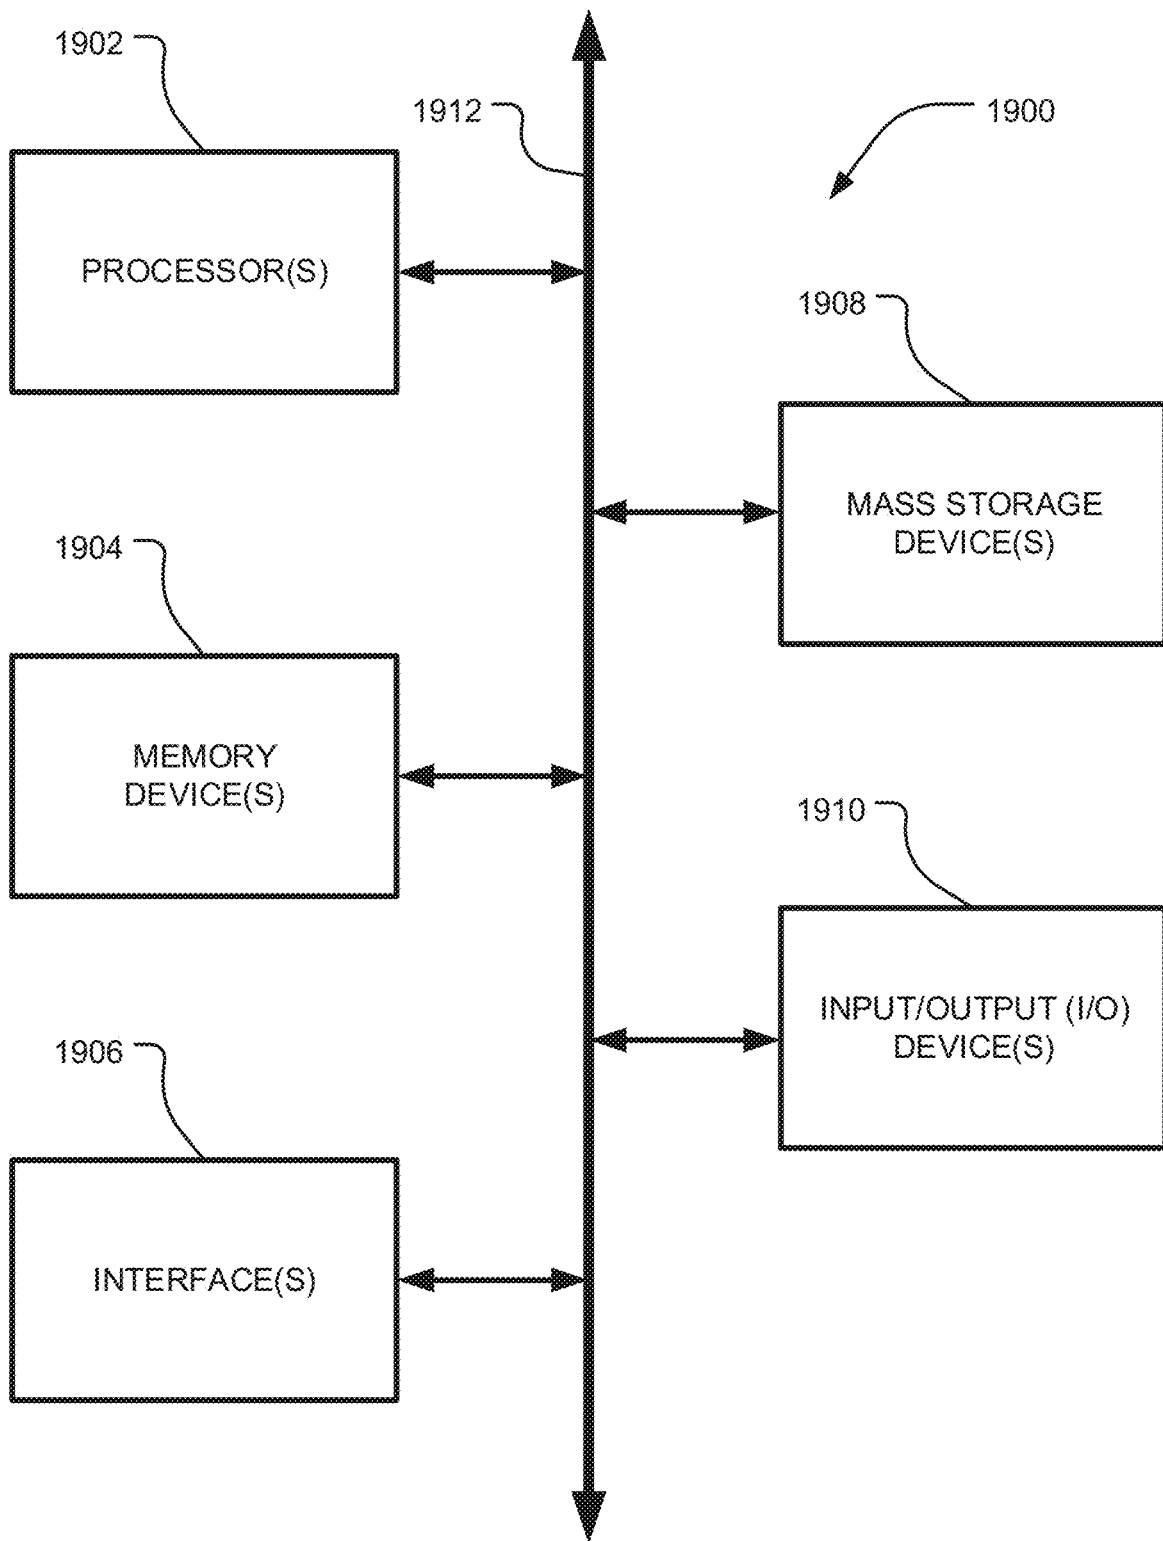 1902
1912
1900
PROCESSOR(S)
1908
MASS STORAGE
DEVICE(S)
1904
MEMORY
DEVICE(S)
1910
INPUT/OUTPUT (I/O)
DEVICE(S)
1906
INTERFACE(S)